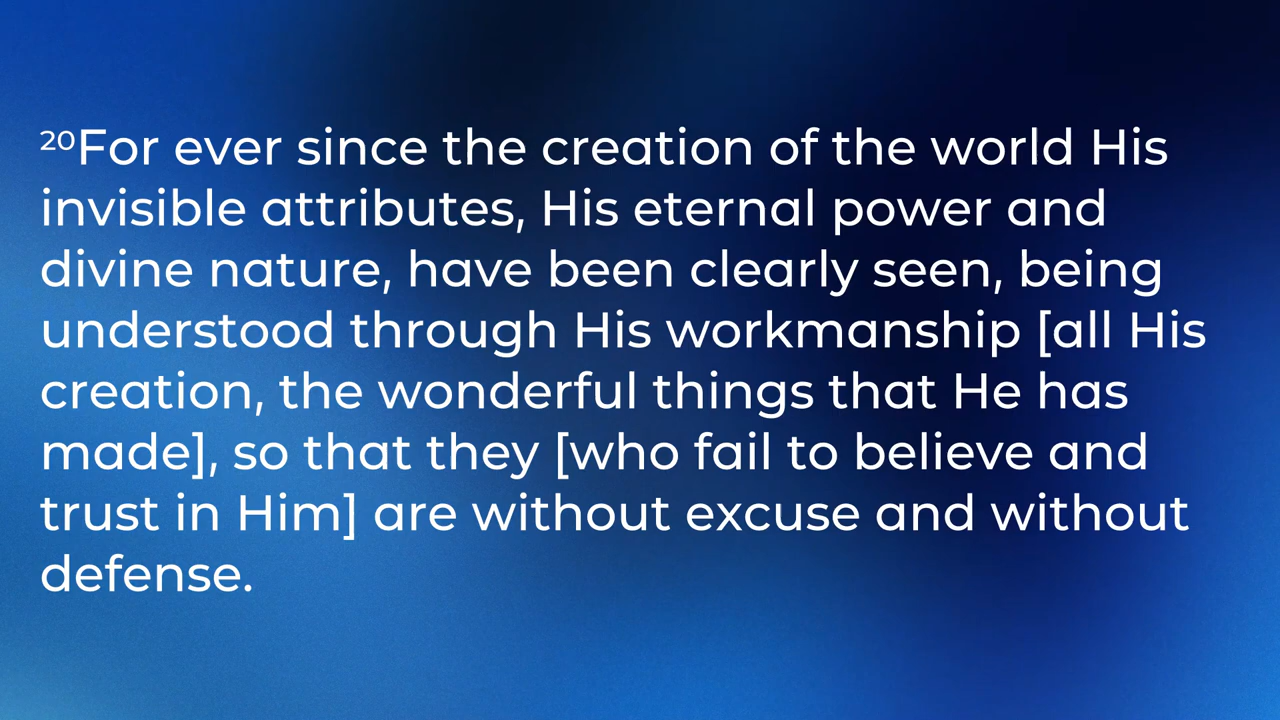 ²⁰For ever since the creation of the world His
invisible attributes, His eternal power and
divine nature, have been clearly seen, being
understood through His workmanship [all His
creation, the wonderful things that He has
made], so that they [who fail to believe and
trust in Him] are without excuse and without
defense.